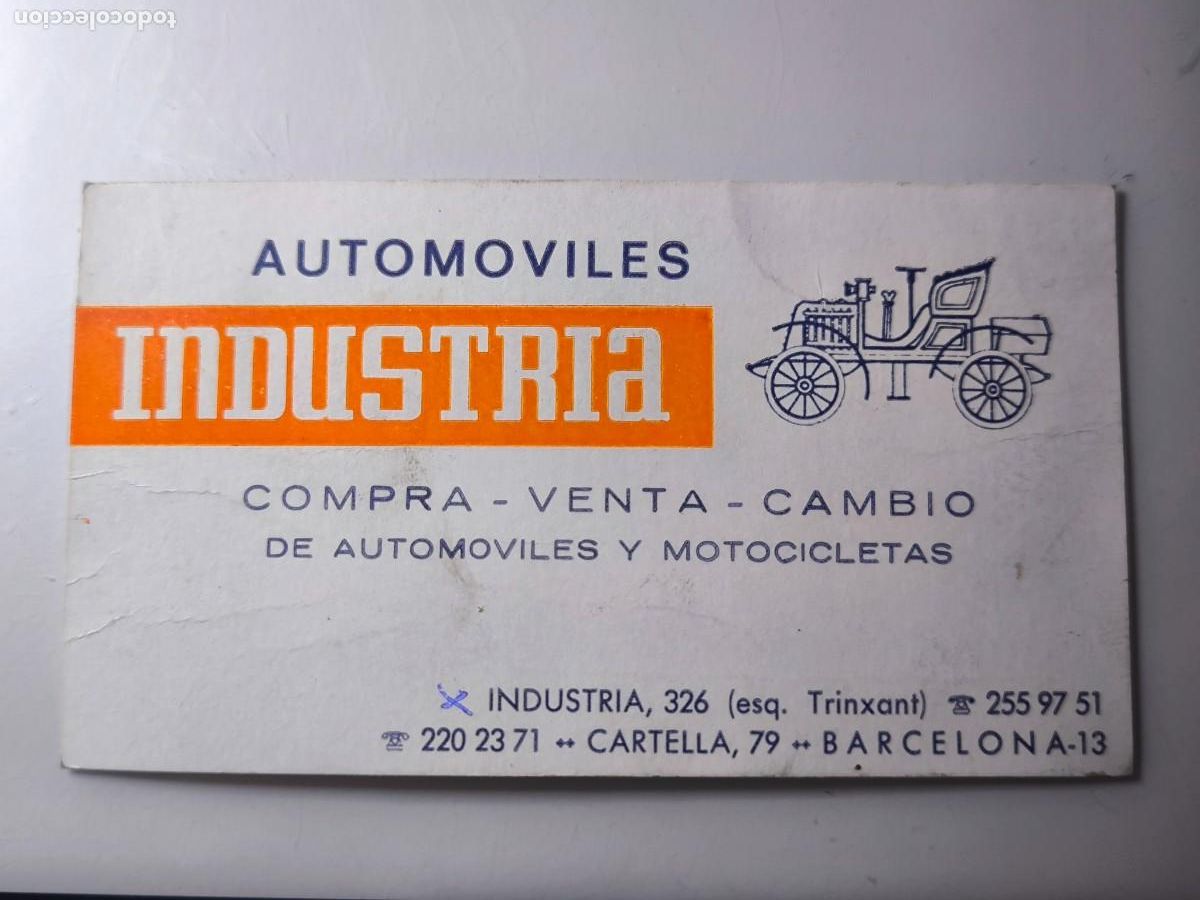 todocoleccion
AUTOMOVILES
InDUSTRIa
COMPRA - VENTA - CAMBIO
DE AUTOMOVILES Y MOTOCICLETAS
X INDUSTRIA, 326 (esq. Trinxant) ☎ 255 97 51
☎ 220 23 71 ↔ CARTELLA, 79 ↔ BARCELONA-13